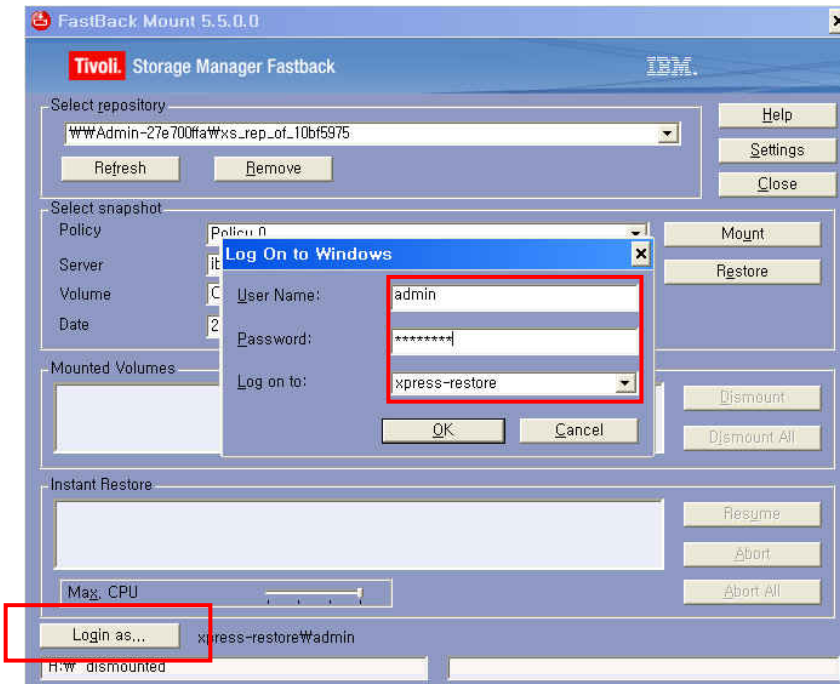 FastBack Mount 5.5.0.0
Tivoli. Storage Manager Fastback
IBM.
Select repository
₩₩Admin-27e700ffa₩xs_rep_of_10bf5975
Refresh
Remove
Help
Settings
Close
Select snapshot
Policy
Policy 0
Server
Volume
Date
Mount
Restore
Log On to Windows
User Name:
admin
Password:
********
Log on to:
xpress-restore
OK
Cancel
Mounted Volumes
Dismount
Dismount All
Instant Restore
Resume
Abort
Abort All
Max. CPU
Login as...
xpress-restore₩admin
H:₩ dismounted